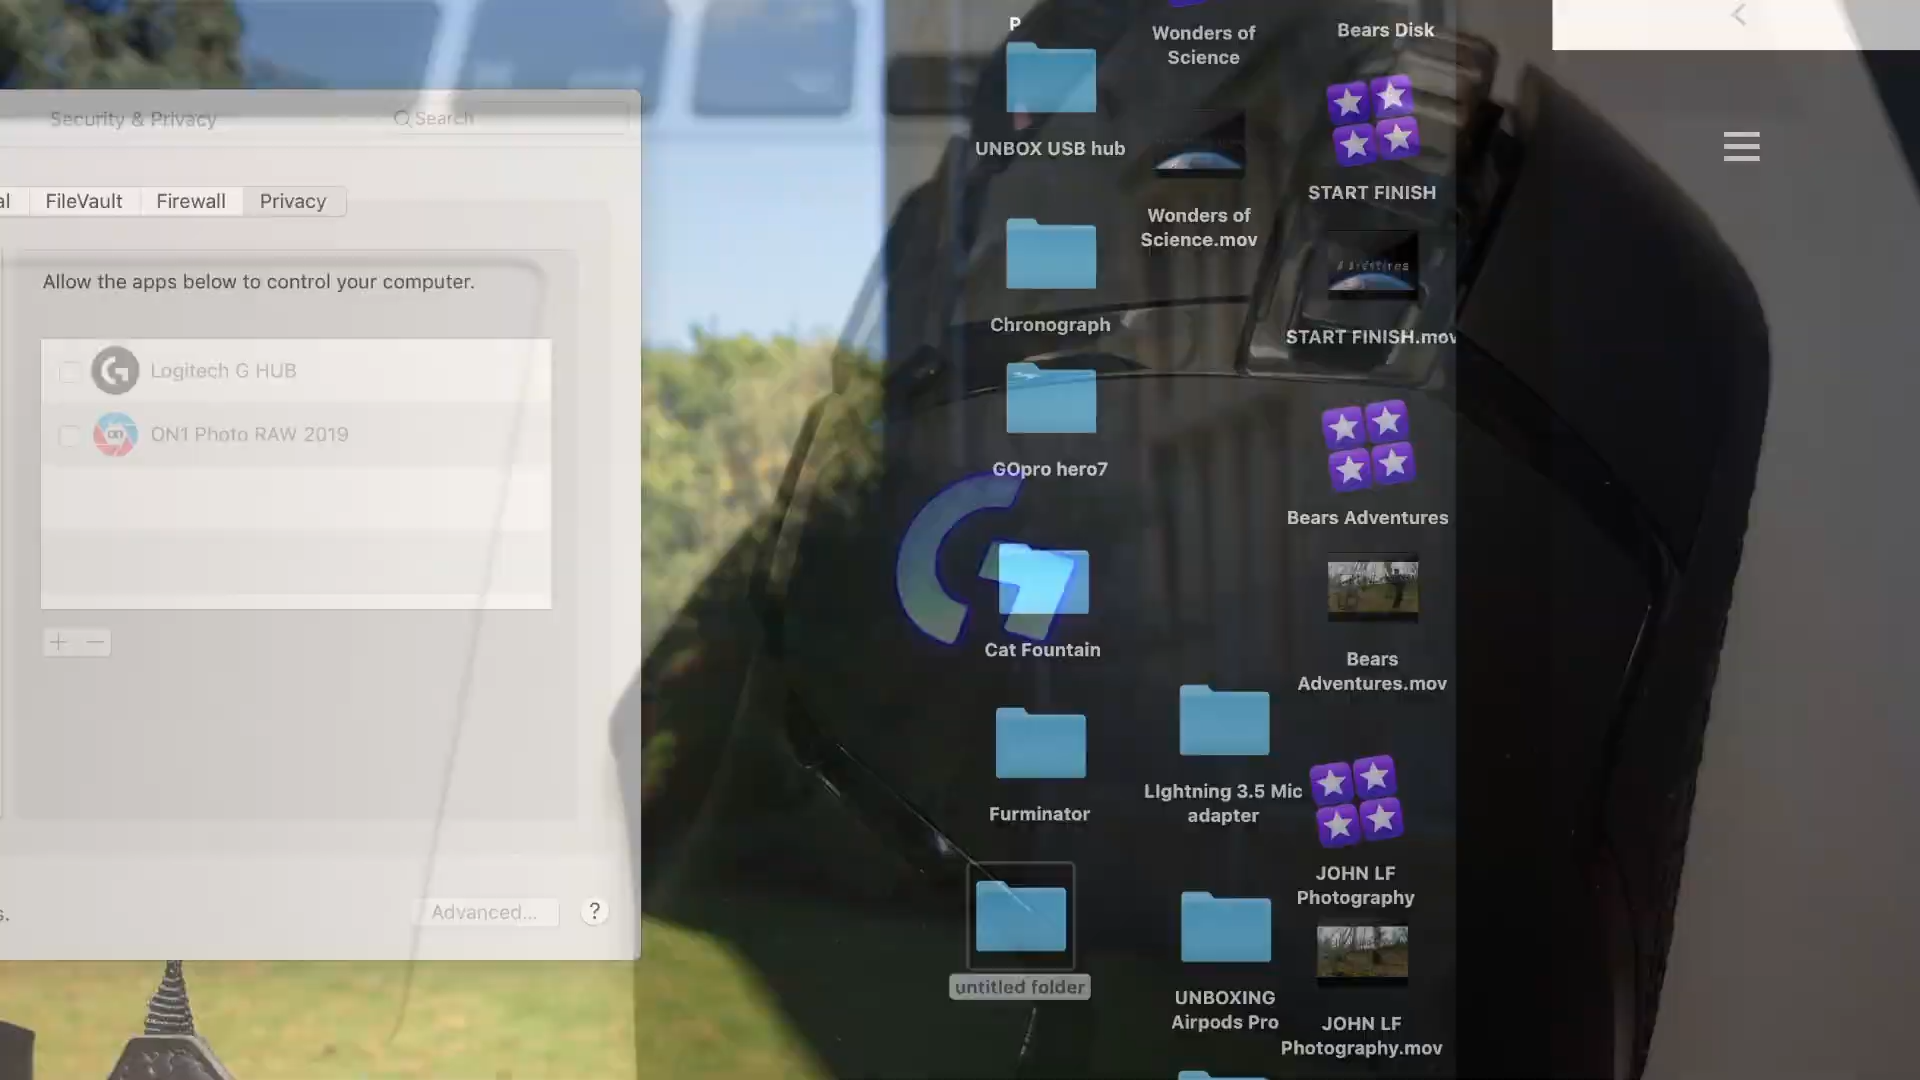 Security & Privacy
Search
al
FileVault
Firewall
Privacy
Allow the apps below to control your computer.
Logitech G HUB
on
ON1 Photo RAW 2019
+ −
s.
Advanced...
?
P
UNBOX USB hub
Chronograph
GOpro hero7
Cat Fountain
Furminator
untitled folder
Wonders of
Science
Wonders of
Science.mov
LIghtning 3.5 Mic
adapter
UNBOXING
Airpods Pro
Bears Disk
START FINISH
START FINISH.mov
Bears Adventures
Bears
Adventures.mov
JOHN LF
Photography
JOHN LF
Photography.mov